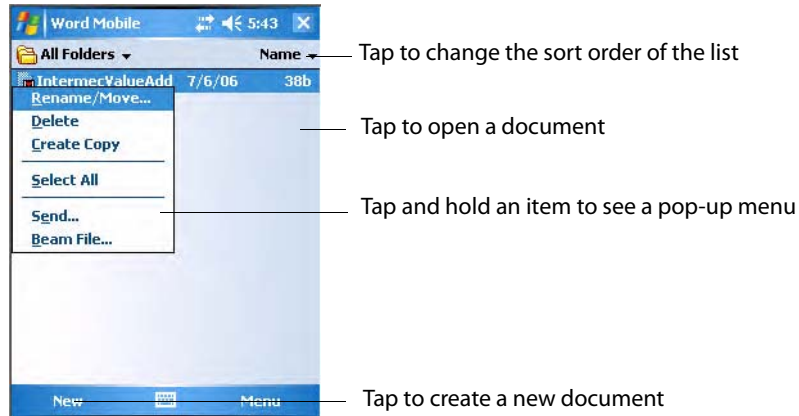 Word Mobile 5:43
All Folders Name
Tap to change the sort order of the list
IntermecValueAdd 7/6/06 38b
Rename/Move...
Delete
Tap to open a document
Create Copy
Select All
Tap and hold an item to see a pop-up menu
Send...
Beam File...
New Menu
Tap to create a new document